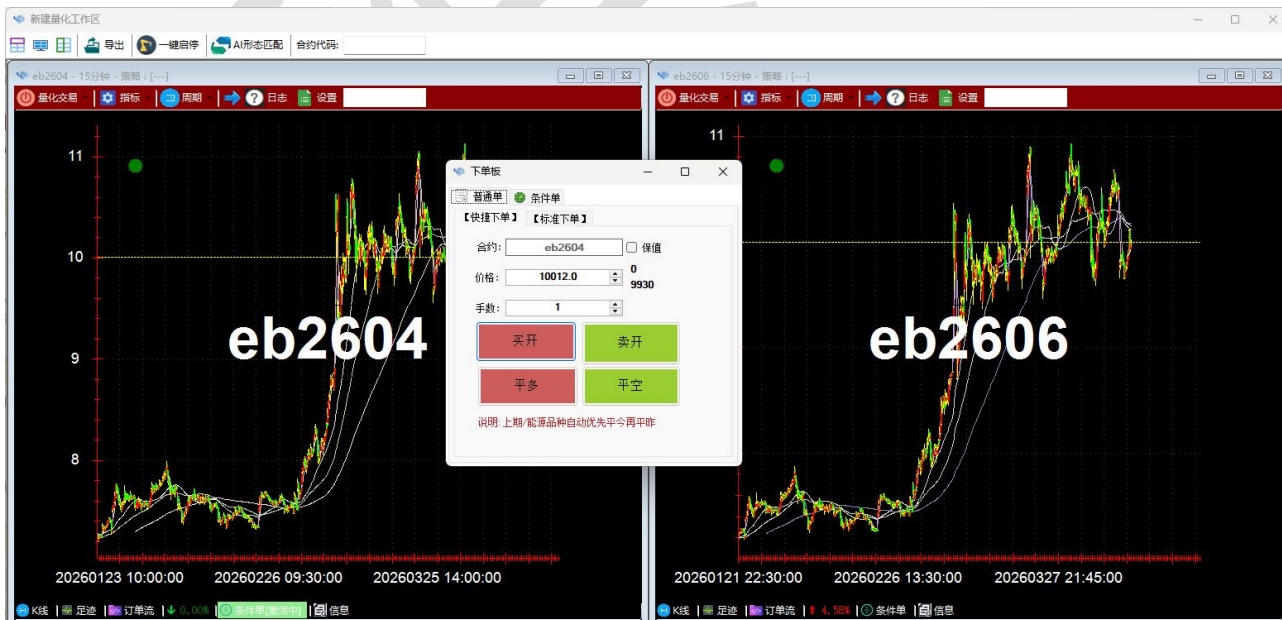 新建量化工作区
导出 一键启停 AI形态匹配 合约代码:
eb2604 - 15分钟 - 策略 : [---]
量化交易 指标 周期 日志 设置
11
10
9
8
eb2604
20260123 10:00:00 20260226 09:30:00 20260325 14:00:00
K线 足迹 订单流 0.00% 条件单[激活中] 信息
下单板
普通单 条件单
【快捷下单】 【标准下单】
合约: eb2604 保值
价格: 10012.0 0
9930
手数: 1
买开 卖开
平多 平空
说明:上期/能源品种自动优先平今再平昨
eb2606 - 15分钟 - 策略 : [---]
量化交易 指标 周期 日志 设置
11
9
8
eb2606
20260121 22:30:00 20260226 13:30:00 20260327 21:45:00
K线 足迹 订单流 4.58% 条件单 信息